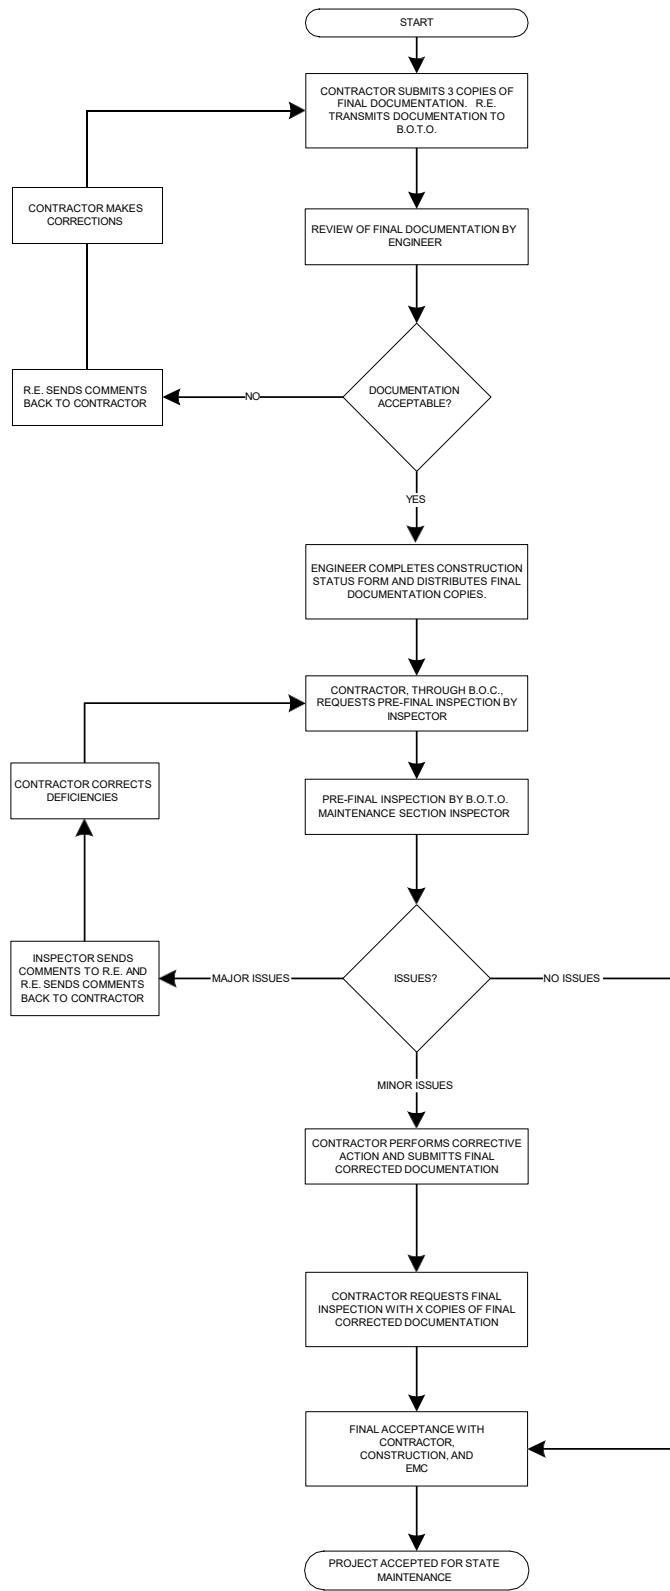 START
CONTRACTOR SUBMITS 3 COPIES OF
FINAL DOCUMENTATION. R.E.
TRANSMITS DOCUMENTATION TO
B.O.T.O.
CONTRACTOR MAKES
CORRECTIONS
REVIEW OF FINAL DOCUMENTATION BY
ENGINEER
R.E. SENDS COMMENTS
BACK TO CONTRACTOR
NO
DOCUMENTATION
ACCEPTABLE?
YES
ENGINEER COMPLETES CONSTRUCTION
STATUS FORM AND DISTRIBUTES FINAL
DOCUMENTATION COPIES.
CONTRACTOR, THROUGH B.O.C.,
REQUESTS PRE-FINAL INSPECTION BY
INSPECTOR
CONTRACTOR CORRECTS
DEFICIENCIES
PRE-FINAL INSPECTION BY B.O.T.O.
MAINTENANCE SECTION INSPECTOR
INSPECTOR SENDS
COMMENTS TO R.E. AND
R.E. SENDS COMMENTS
BACK TO CONTRACTOR
MAJOR ISSUES
ISSUES?
NO ISSUES
MINOR ISSUES
CONTRACTOR PERFORMS CORRECTIVE
ACTION AND SUBMITTS FINAL
CORRECTED DOCUMENTATION
CONTRACTOR REQUESTS FINAL
INSPECTION WITH X COPIES OF FINAL
CORRECTED DOCUMENTATION
FINAL ACCEPTANCE WITH
CONTRACTOR,
CONSTRUCTION, AND
EMC
PROJECT ACCEPTED FOR STATE
MAINTENANCE